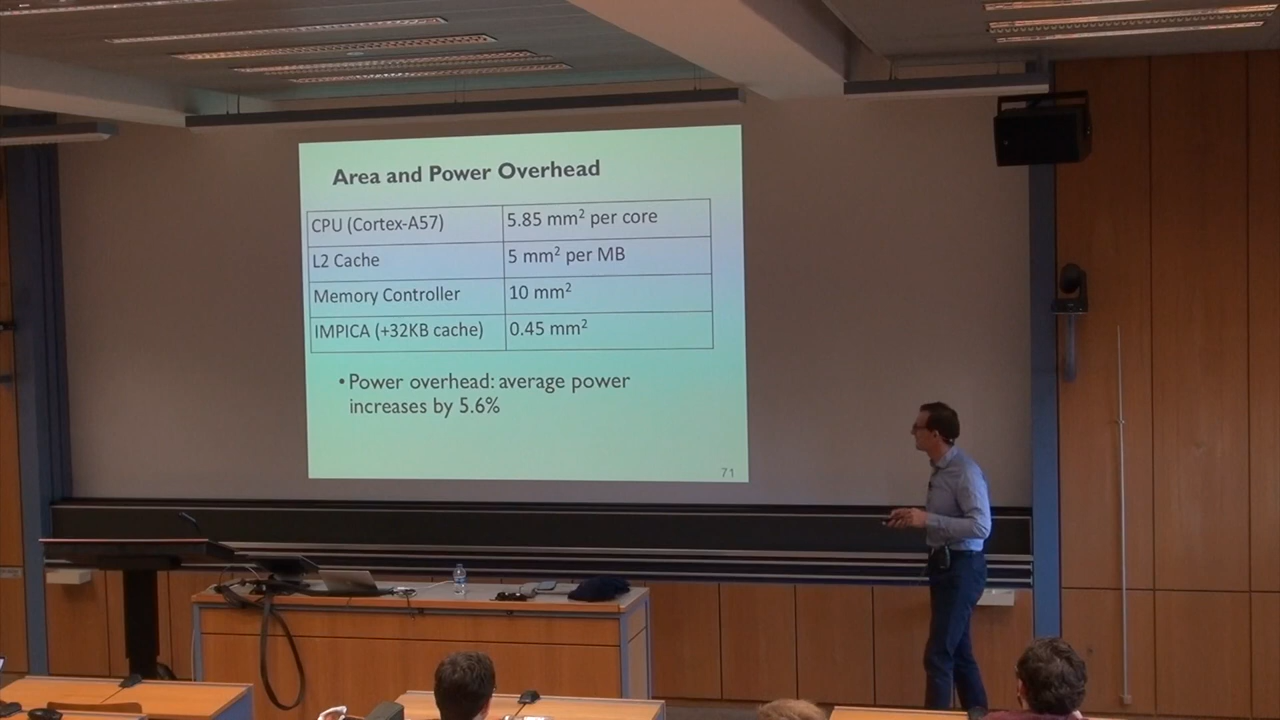 Area and Power Overhead
CPU (Cortex-A57) 5.85 mm² per core
L2 Cache 5 mm² per MB
Memory Controller 10 mm²
IMPICA (+32KB cache) 0.45 mm²
• Power overhead: average power
increases by 5.6%
71